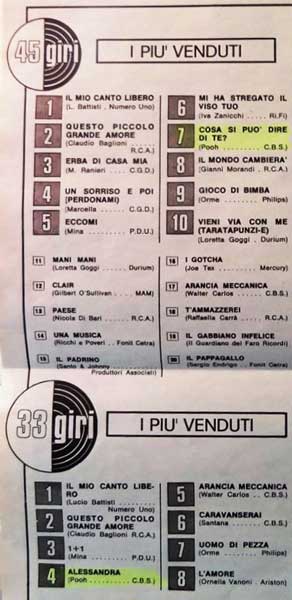 45 giri
I PIU' VENDUTI
1
IL MIO CANTO LIBERO
(L. Battisti . Numero Uno)
2
QUESTO PICCOLO
GRANDE AMORE
(Claudio Baglioni . .
R.C.A.)
3
ERBA DI CASA MIA
(M. Ranieri . . C.G.D.)
4
UN SORRISO E POI
(PERDONAMI)
(Marcella . . . C.G.D.)
5
ECCOMI
(Mina . . . . P.D.U.)
6
MI HA STREGATO IL
VISO TUO
(Iva Zanicchi . . Ri.Fi)
7
COSA SI PUO' DIRE
DI TE?
(Pooh . . . . C.B.S.)
8
IL MONDO CAMBIERA'
(Gianni Morandi . R.C.A.)
9
GIOCO DI BIMBA
(Orme . . . Philips)
10
VIENI VIA CON ME
(TARATAPUNZI-E)
(Loretta Goggi . Durium)
11 MANI MANI
(Loretta Goggi . . Durium)
12 CLAIR
(Gilbert O'Sullivan . . MAM)
13 PAESE
(Nicola Di Bari . . R.C.A.)
14 UNA MUSICA
(Ricchi e Poveri . . Fonit Cetra)
15 IL PADRINO
(Santo & Johnny . . .
Produttori Associati)
16 I GOTCHA
(Joe Tex . . . Mercury)
17 ARANCIA MECCANICA
(Walter Carlos . . C.B.S.)
18 T'AMMAZZEREI
(Raffaella Carrà . . R.C.A.)
19 IL GABBIANO INFELICE
(Il Guardiano del Faro Ricordi)
20 IL PAPPAGALLO
(Sergio Endrigo . Fonit Cetra)
33 giri
I PIU' VENDUTI
1
IL MIO CANTO LIBE-
RO
(Lucio Battisti . . .
Numero Uno)
2
QUESTO PICCOLO
GRANDE AMORE
(Claudio Baglioni R.C.A.)
3
1+1
(Mina . . . . P.D.U.)
4
ALESSANDRA
(Pooh . . . . C.B.S.)
5
ARANCIA MECCANICA
(Walter Carlos . . C.B.S.)
6
CARAVANSERAI
(Santana . . . C.B.S.)
7
UOMO DI PEZZA
(Orme . . . Philips)
8
L'AMORE
(Ornella Vanoni . Ariston)